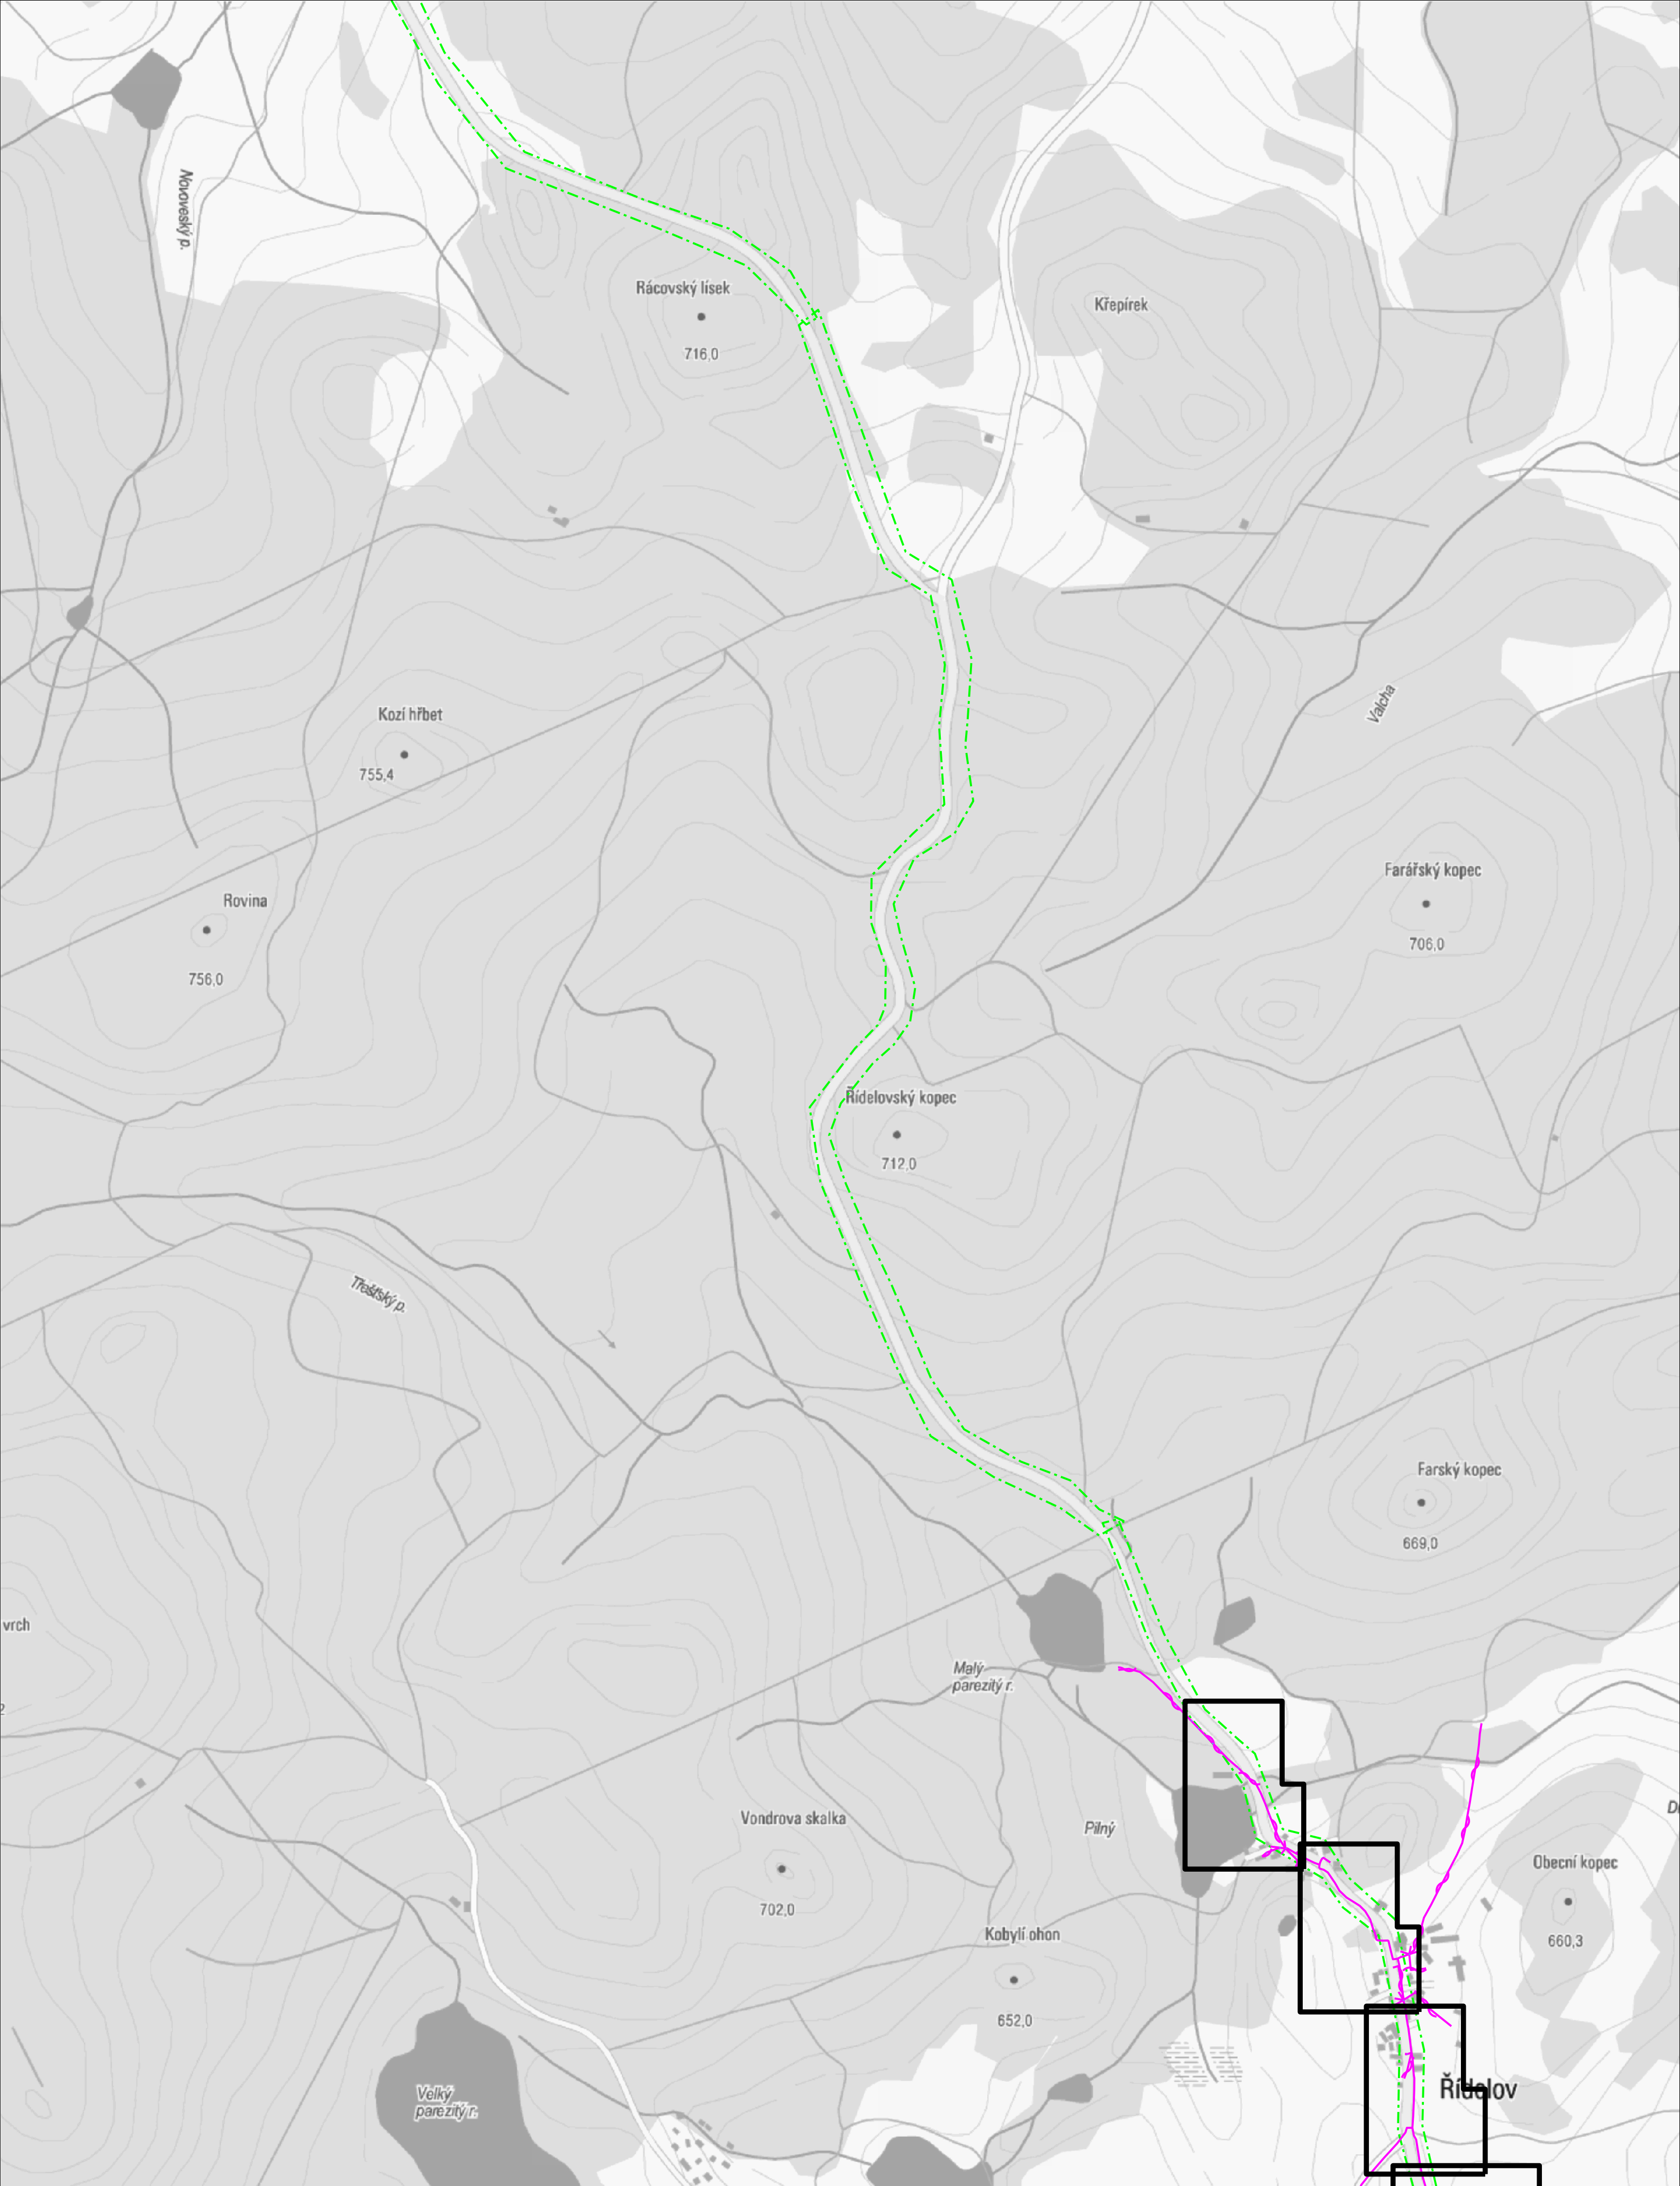 Novoveský p.
Rácovský lísek
716,0
Křepírek
Kozí hřbet
755,4
Valcha
Farářský kopec
706,0
Rovina
756,0
Řídelovský kopec
712,0
Třešťský p.
Farský kopec
669,0
vrch
Malý
parezitý r.
Vondrova skalka
702,0
Pilný
Obecní kopec
660,3
Kobylí ohon
652,0
Velký
parezitý r.
Řídelov